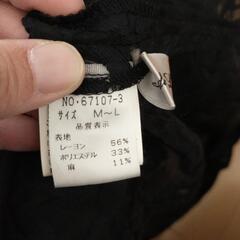 NO.67107-3
サイズ M～L
品質表示
表地
レーヨン 56%
ポリエステル 33%
麻 11%